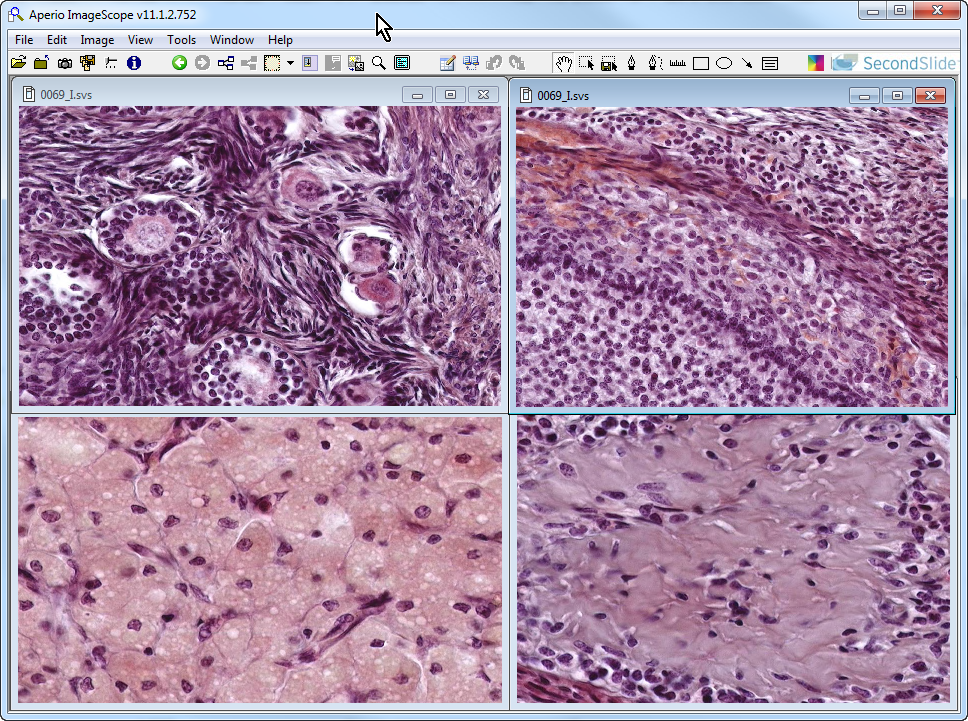 Aperio ImageScope v11.1.2.752
File Edit Image View Tools Window Help
SecondSlide
0069_I.svs
0069_I.svs